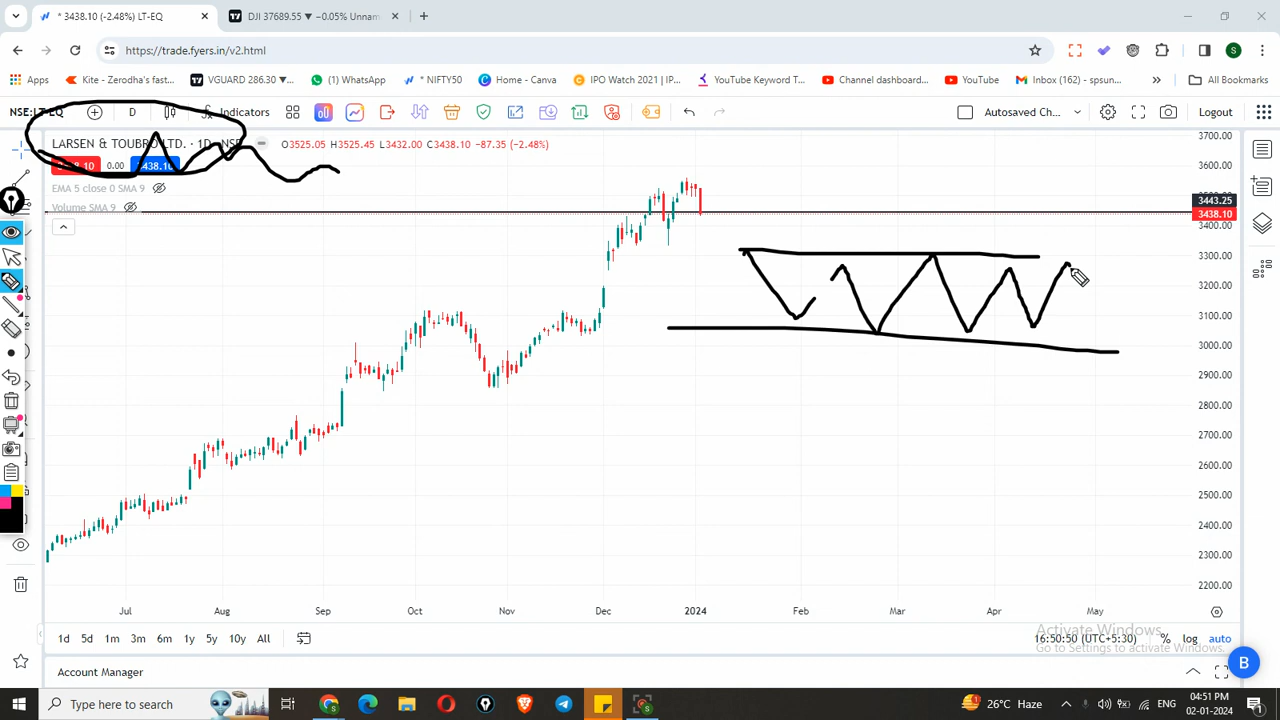 * 3438.10 (-2.48%) LT-EQ
DJI 37689.55 ▼ −0.05% Unnam
https://trade.fyers.in/v2.html
S
Apps
Kite - Zerodha's fast...
VGUARD 286.30 ▼...
(1) WhatsApp
* NIFTY50
Home - Canva
IPO Watch 2021 | IP...
YouTube Keyword T...
Channel dashboard...
YouTube
Inbox (162) - spsun...
All Bookmarks
NSE:LT-EQ
D
Indicators
Autosaved Ch...
Logout
LARSEN & TOUBRO LTD. · 1D · NSE
O3525.05 H3525.45 L3432.00 C3438.10 −87.35 (−2.48%)
3438.10
0.00
3438.10
EMA 5 close 0 SMA 9
Volume SMA 9
3700.00
3600.00
3443.25
3438.10
3400.00
3300.00
3200.00
3100.00
3000.00
2900.00
2800.00
2700.00
2600.00
2500.00
2400.00
2300.00
2200.00
Jul
Aug
Sep
Oct
Nov
Dec
2024
Feb
Mar
Apr
May
Activate Windows
Go to Settings to activate Windows.
1d
5d
1m
3m
6m
1y
5y
10y
All
16:50:50 (UTC+5:30)
%
log
auto
Account Manager
B
Type here to search
26°C Haze
ENG
04:51 PM
02-01-2024